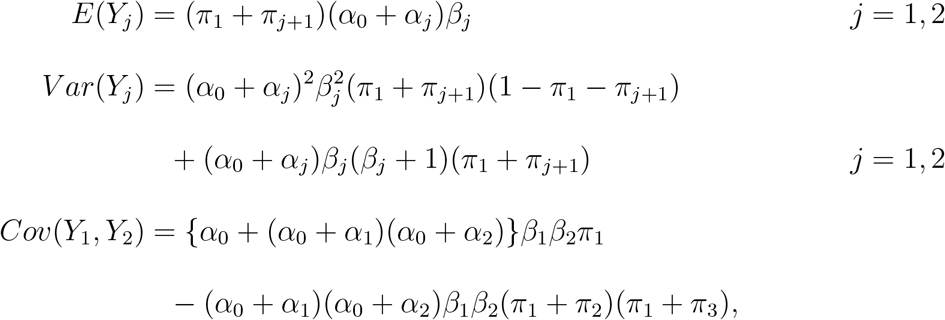 E(Y_j) = (π_1 + π_{j+1})(α_0 + α_j)β_j j = 1, 2
Var(Y_j) = (α_0 + α_j)^2 β_j^2 (π_1 + π_{j+1})(1 − π_1 − π_{j+1})
+ (α_0 + α_j)β_j(β_j + 1)(π_1 + π_{j+1}) j = 1, 2
Cov(Y_1, Y_2) = {α_0 + (α_0 + α_1)(α_0 + α_2)}β_1β_2π_1
− (α_0 + α_1)(α_0 + α_2)β_1β_2(π_1 + π_2)(π_1 + π_3),